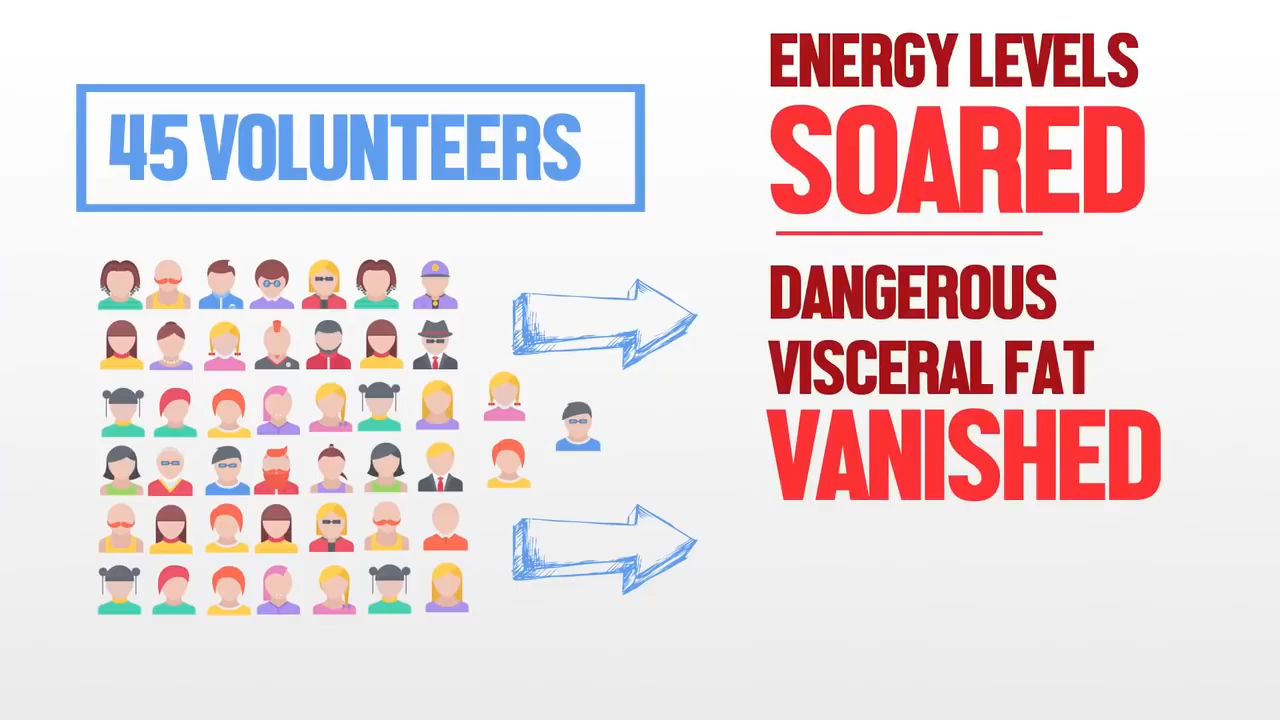 45 VOLUNTEERS
ENERGY LEVELS
SOARED
DANGEROUS
VISCERAL FAT
VANISHED